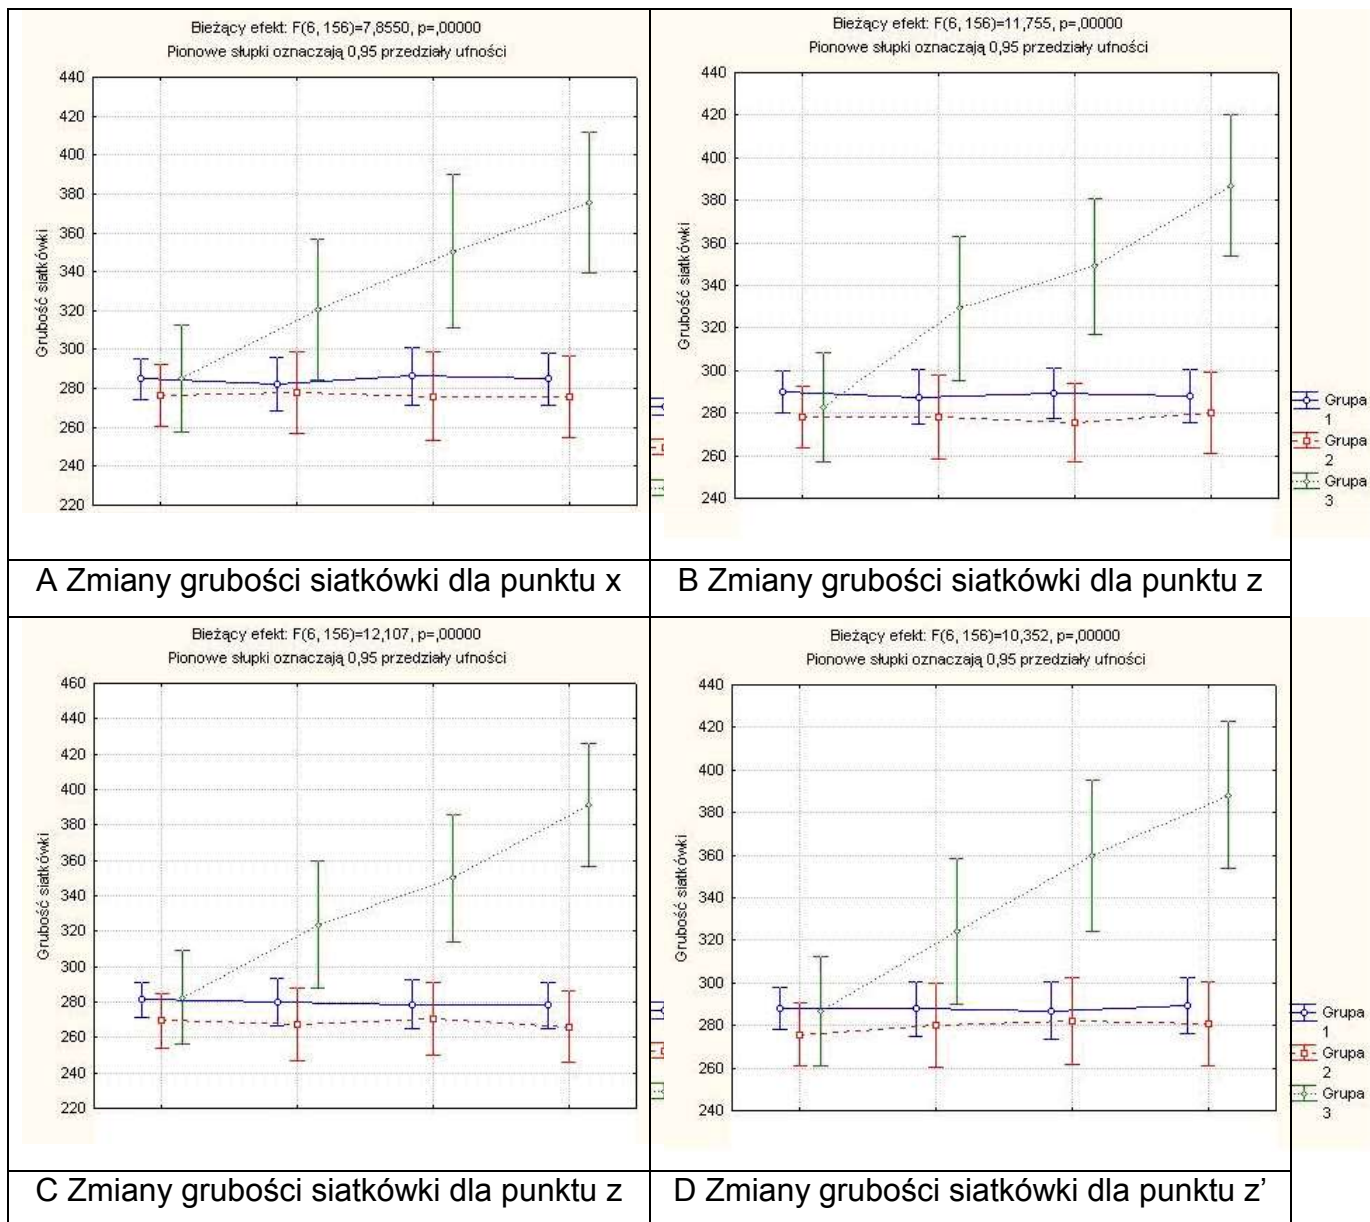 Bieżący efekt: F(6, 156)=7,8550, p=,00000
Pionowe słupki oznaczają 0,95 przedziały ufności
440
420
400
380
360
340
320
300
280
260
240
220
Grubość siatkówki
A Zmiany grubości siatkówki dla punktu x
Bieżący efekt: F(6, 156)=11,755, p=,00000
Pionowe słupki oznaczają 0,95 przedziały ufności
440
420
400
380
360
340
320
300
280
260
240
Grubość siatkówki
Grupa
1
Grupa
2
Grupa
3
B Zmiany grubości siatkówki dla punktu z
Bieżący efekt: F(6, 156)=12,107, p=,00000
Pionowe słupki oznaczają 0,95 przedziały ufności
460
440
420
400
380
360
340
320
300
280
260
240
220
Grubość siatkówki
C Zmiany grubości siatkówki dla punktu z
Bieżący efekt: F(6, 156)=10,352, p=,00000
Pionowe słupki oznaczają 0,95 przedziały ufności
440
420
400
380
360
340
320
300
280
260
240
Grubość siatkówki
Grupa
1
Grupa
2
Grupa
3
D Zmiany grubości siatkówki dla punktu z’